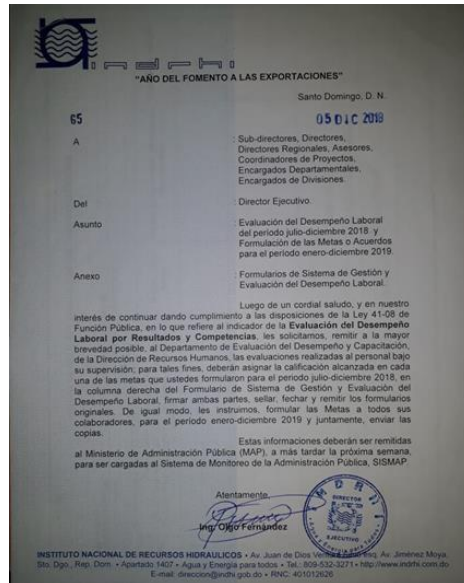 indrhi
"AÑO DEL FOMENTO A LAS EXPORTACIONES"
Santo Domingo, D. N.
65
05 DIC 2018
A : Sub-directores, Directores,
Directores Regionales, Asesores,
Coordinadores de Proyectos,
Encargados Departamentales,
Encargados de Divisiones.
Del : Director Ejecutivo.
Asunto : Evaluación del Desempeño Laboral
del periodo julio-diciembre 2018 y
Formulación de las Metas o Acuerdos
para el periodo enero-diciembre 2019.
Anexo : Formularios de Sistema de Gestión y
Evaluación del Desempeño Laboral.
Luego de un cordial saludo, y en nuestro
interés de continuar dando cumplimiento a las disposiciones de la Ley 41-08 de
Función Pública, en lo que refiere al indicador de la Evaluación del Desempeño
Laboral por Resultados y Competencias, les solicitamos, remitir a la mayor
brevedad posible, al Departamento de Evaluación del Desempeño y Capacitación,
de la Dirección de Recursos Humanos, las evaluaciones realizadas al personal bajo
su supervisión; para tales fines, deberán asignar la calificación alcanzada en cada
una de las metas que ustedes formularon para el periodo julio-diciembre 2018, en
la columna derecha del Formulario de Sistema de Gestión y Evaluación del
Desempeño Laboral, firmar ambas partes, sellar, fechar y remitir los formularios
originales. De igual modo, les instruimos, formular las Metas a todos sus
colaboradores, para el periodo enero-diciembre 2019 y juntamente, enviar las
copias.
Estas informaciones deberán ser remitidas
al Ministerio de Administración Pública (MAP), a más tardar la próxima semana,
para ser cargadas al Sistema de Monitoreo de la Administración Pública, SISMAP.
Atentamente,
Ing. Olgo Fernández
INDRHI
DIRECTOR
EJECUTIVO
INSTITUTO NACIONAL DE RECURSOS HIDRAULICOS • Av. Juan de Dios Esq. Av. Jiménez Moya.
Sto. Dgo., Rep. Dom. • Apartado 1407 • Agua y Energía para todos • Tel.: 809-532-3271 • http://www.indrhi.gob.do
E-mail: direccion@indhi.gob.do • RNC: 401012626